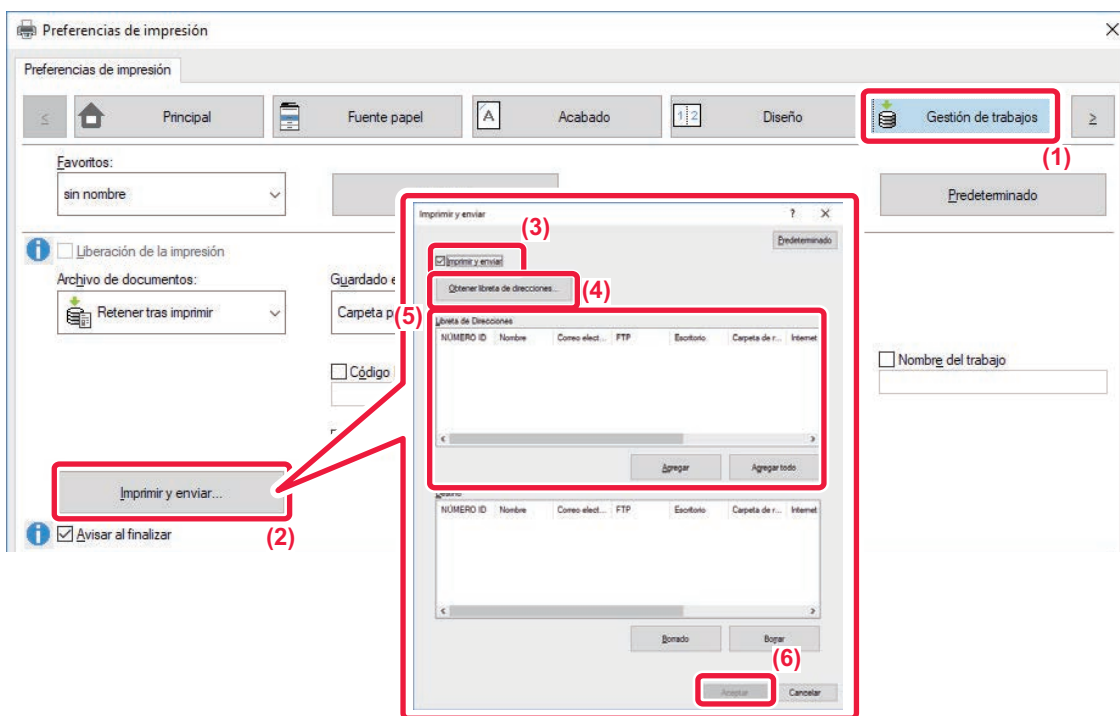 Preferencias de impresión
Preferencias de impresión
Principal
Fuente papel
Acabado
Diseño
Gestión de trabajos
(1)
Favoritos:
sin nombre
Predeterminado
Liberación de la impresión
Archivo de documentos:
Retener tras imprimir
Guardado e
Carpeta p
Código
Nombre del trabajo
Imprimir y enviar...
(2)
Avisar al finalizar
Imprimir y enviar
? X
(3)
Predeterminado
Imprimir y enviar
Obtener libreta de direcciones...
(4)
(5)
Libreta de Direcciones
NÚMERO ID Nombre Correo elect... FTP Escritorio Carpeta de r... Internet
Agregar Agregar todo
NÚMERO ID Nombre Correo elect... FTP Escritorio Carpeta de r... Internet
Borrado Borrar
(6)
Aceptar Cancelar